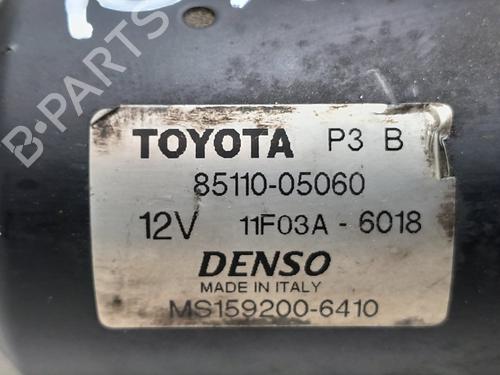 B-PARTS
TOYOTA P3 B
85110-05060
12V 11F03A - 6018
DENSO
MADE IN ITALY
MS159200-6410